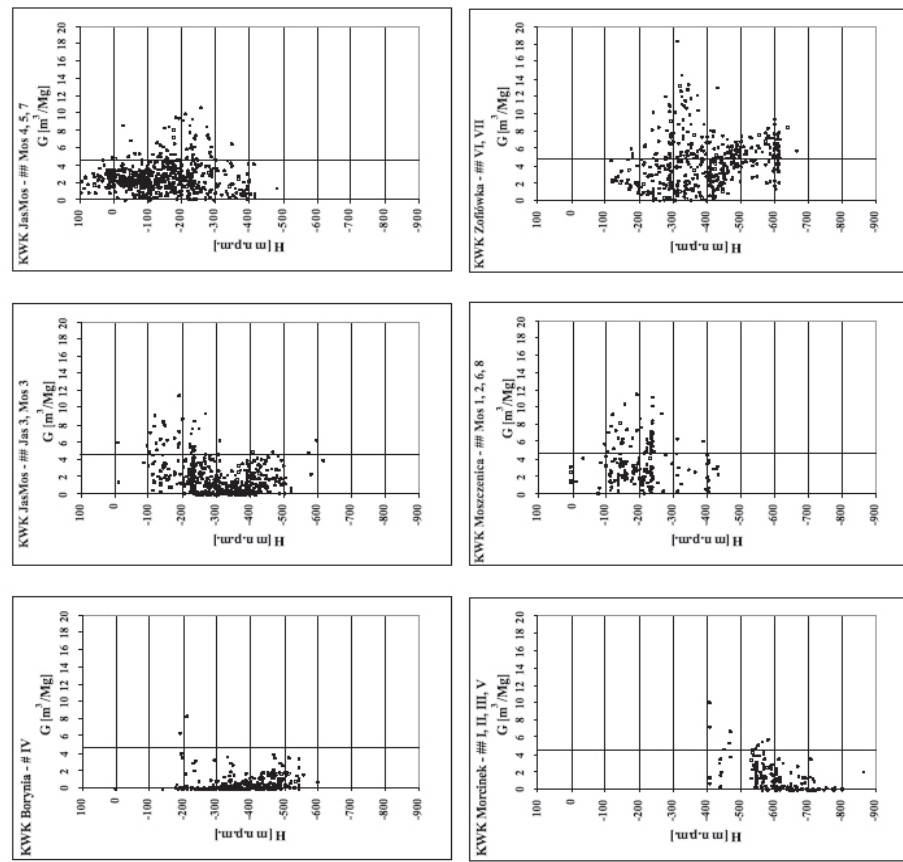 KWK Borynia - # IV
G [m³/Mg]
0 2 4 6 8 10 12 14 16 18 20
100
0
-100
-200
-300
-400
-500
-600
-700
-800
-900
H [m n.p.m.]
KWK JasMos - ## Jas 3, Mos 3
G [m³/Mg]
0 2 4 6 8 10 12 14 16 18 20
100
0
-100
-200
-300
-400
-500
-600
-700
-800
-900
H [m n.p.m.]
KWK JasMos - ## Mos 4, 5, 7
G [m³/Mg]
0 2 4 6 8 10 12 14 16 18 20
100
0
-100
-200
-300
-400
-500
-600
-700
-800
-900
H [m n.p.m.]
KWK Morcinek - ## I, II, III, V
G [m³/Mg]
0 2 4 6 8 10 12 14 16 18 20
100
0
-100
-200
-300
-400
-500
-600
-700
-800
-900
H [m n.p.m.]
KWK Moszczenica - ## Mos 1, 2, 6, 8
G [m³/Mg]
0 2 4 6 8 10 12 14 16 18 20
100
0
-100
-200
-300
-400
-500
-600
-700
-800
-900
H [m n.p.m.]
KWK Zofiówka - ## VI, VII
G [m³/Mg]
0 2 4 6 8 10 12 14 16 18 20
100
0
-100
-200
-300
-400
-500
-600
-700
-800
-900
H [m n.p.m.]